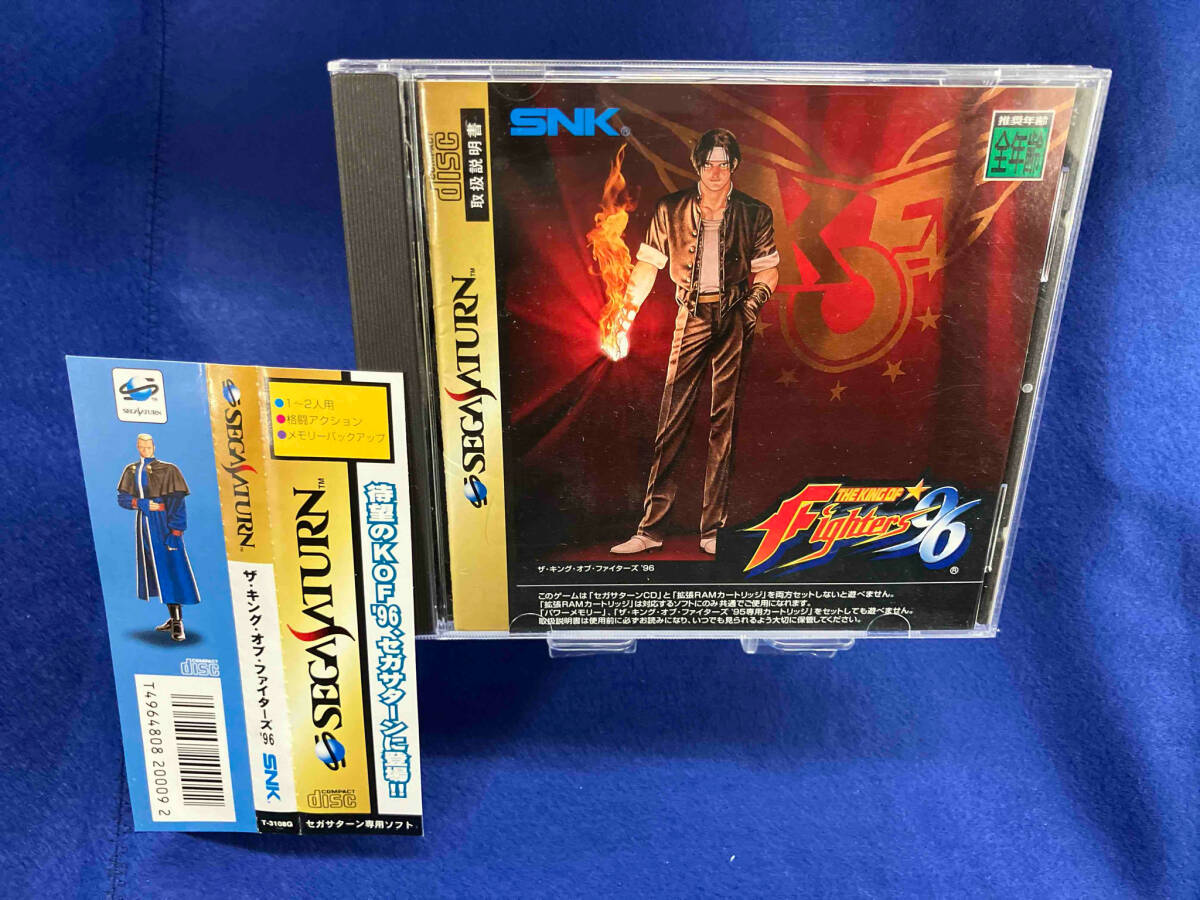 SNK®
推奨年齢
全年齢
COMPACT
disc
取扱説明書
SEGA SATURN™
KOF
THE KING OF
Fighters '96®
ザ・キング・オブ・ファイターズ '96
このゲームは「セガサターンCD」と「拡張RAMカートリッジ」を両方セットしないと遊べません。
「拡張RAMカートリッジ」は対応するソフトにのみ共通でご使用になれます。
「パワーメモリー」、「ザ・キング・オブ・ファイターズ '95専用カートリッジ」をセットしても遊べません。
取扱説明書は使用前に必ずお読みになり、いつでも見られるよう大切に保管してください。
SEGA SATURN
COMPACT
disc
T4964808 20009 2
SEGA SATURN™
ザ・キング・オブ・ファイターズ '96
SNK®
T-3108G
●1~2人用
●格闘アクション
●メモリーバックアップ
SEGA SATURN™
COMPACT
disc
セガサターン専用ソフト
待望のKOF'96、セガサターンに登場!!